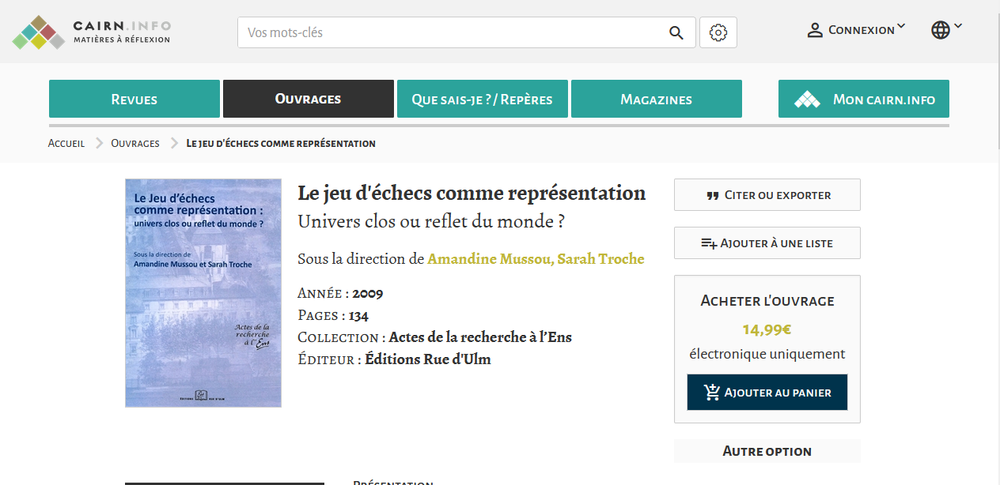 CAIRN.INFO
MATIÈRES À RÉFLEXION
Vos mots-clés
Connexion
Revues
Ouvrages
Que sais-je ? / Repères
Magazines
Mon cairn.info
Accueil
Ouvrages
Le jeu d'échecs comme représentation
Le Jeu d'échecs
comme représentation :
univers clos ou reflet du monde ?
Sous la direction de
Amandine Mussou et Sarah Troche
Actes de la
recherche
à l'Ens
ÉDITIONS RUE D'ULM
Le jeu d'échecs comme représentation
Univers clos ou reflet du monde ?
Sous la direction de Amandine Mussou, Sarah Troche
Année : 2009
Pages : 134
Collection : Actes de la recherche à l’Ens
Éditeur : Éditions Rue d'Ulm
Citer ou exporter
Ajouter à une liste
Acheter l'ouvrage
14,99€
électronique uniquement
Ajouter au panier
Autre option
Présentation